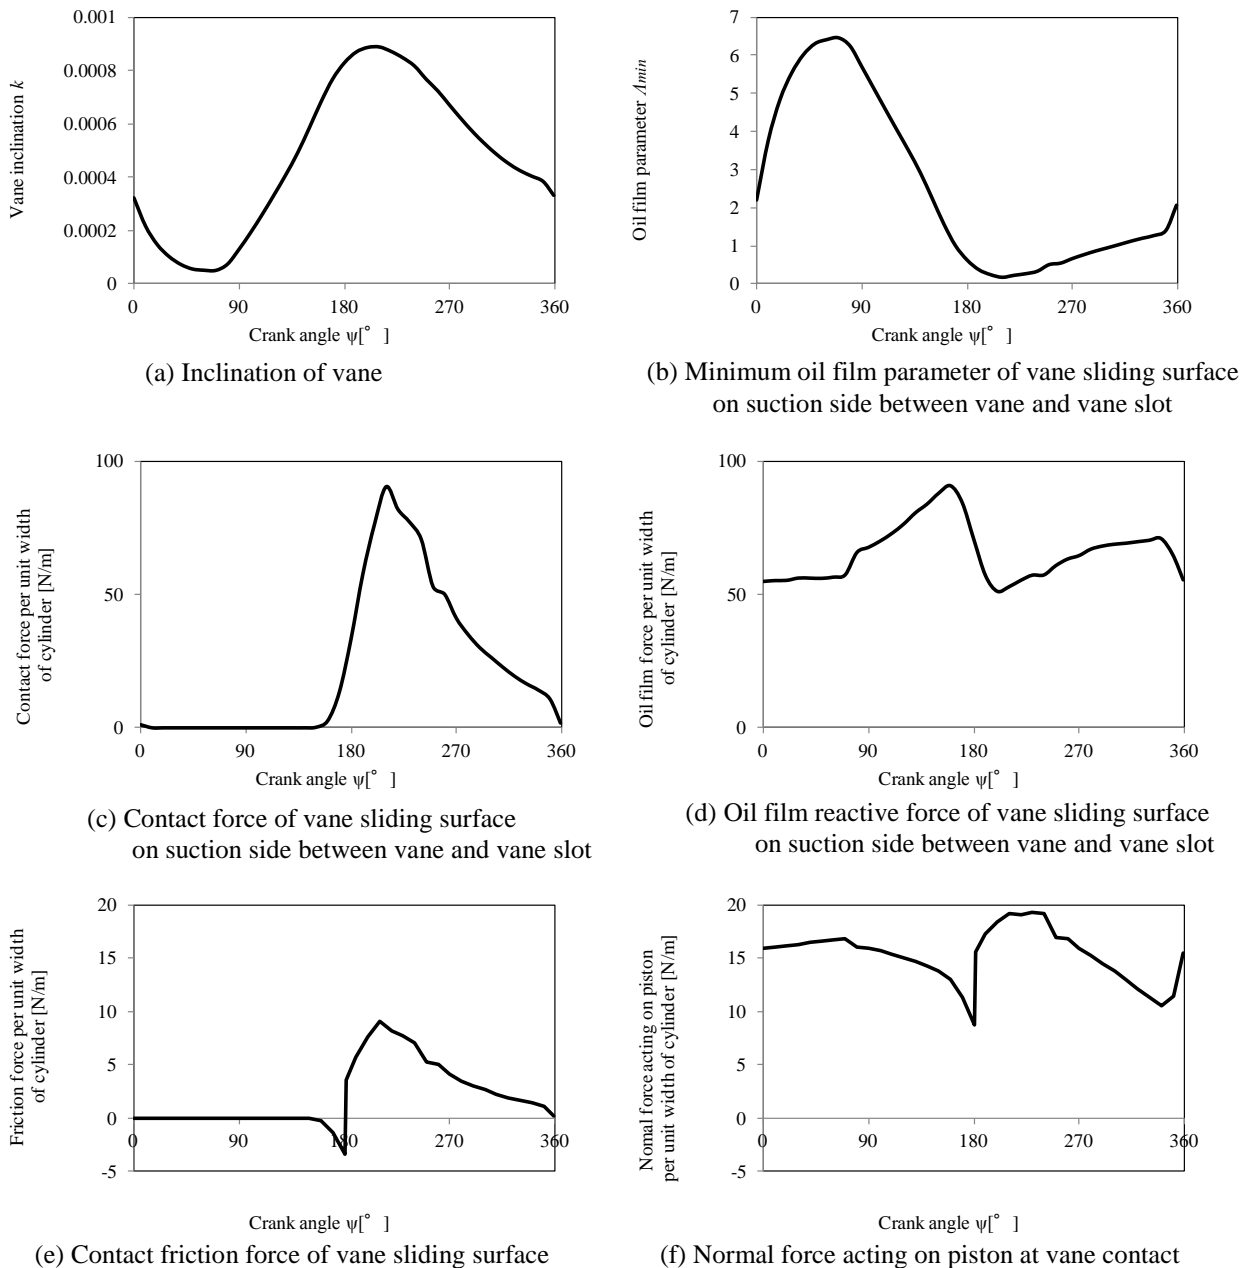 Vane inclination k
0.001
0.0008
0.0006
0.0004
0.0002
0
0 90 180 270 360
Crank angle ψ[° ]
(a) Inclination of vane
Oil film parameter Λmin
7
6
5
4
3
2
1
0
0 90 180 270 360
Crank angle ψ[° ]
(b) Minimum oil film parameter of vane sliding surface
on suction side between vane and vane slot
Contact force per unit width
of cylinder [N/m]
100
50
0
0 90 180 270 360
Crank angle ψ[° ]
(c) Contact force of vane sliding surface
on suction side between vane and vane slot
Oil film force per unit width
of cylinder [N/m]
100
50
0
0 90 180 270 360
Crank angle ψ[° ]
(d) Oil film reactive force of vane sliding surface
on suction side between vane and vane slot
Friction force per unit width
of cylinder [N/m]
20
15
10
5
0
-5
0 90 180 270 360
Crank angle ψ[° ]
(e) Contact friction force of vane sliding surface
Nomal force acting on piston
per unit width of cylinder [N/m]
20
15
10
5
0
-5
0 90 180 270 360
Crank angle ψ[° ]
(f) Normal force acting on piston at vane contact